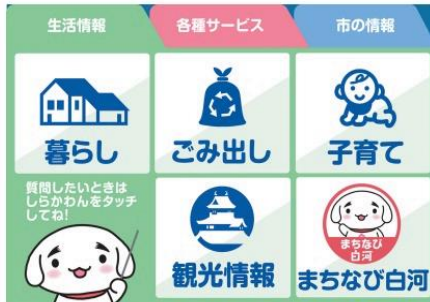 生活情報
各種サービス
市の情報
暮らし
ごみ出し
子育て
質問したいときは
しらかわんをタッチ
してね!
観光情報
まちなび
白河
まちなび白河